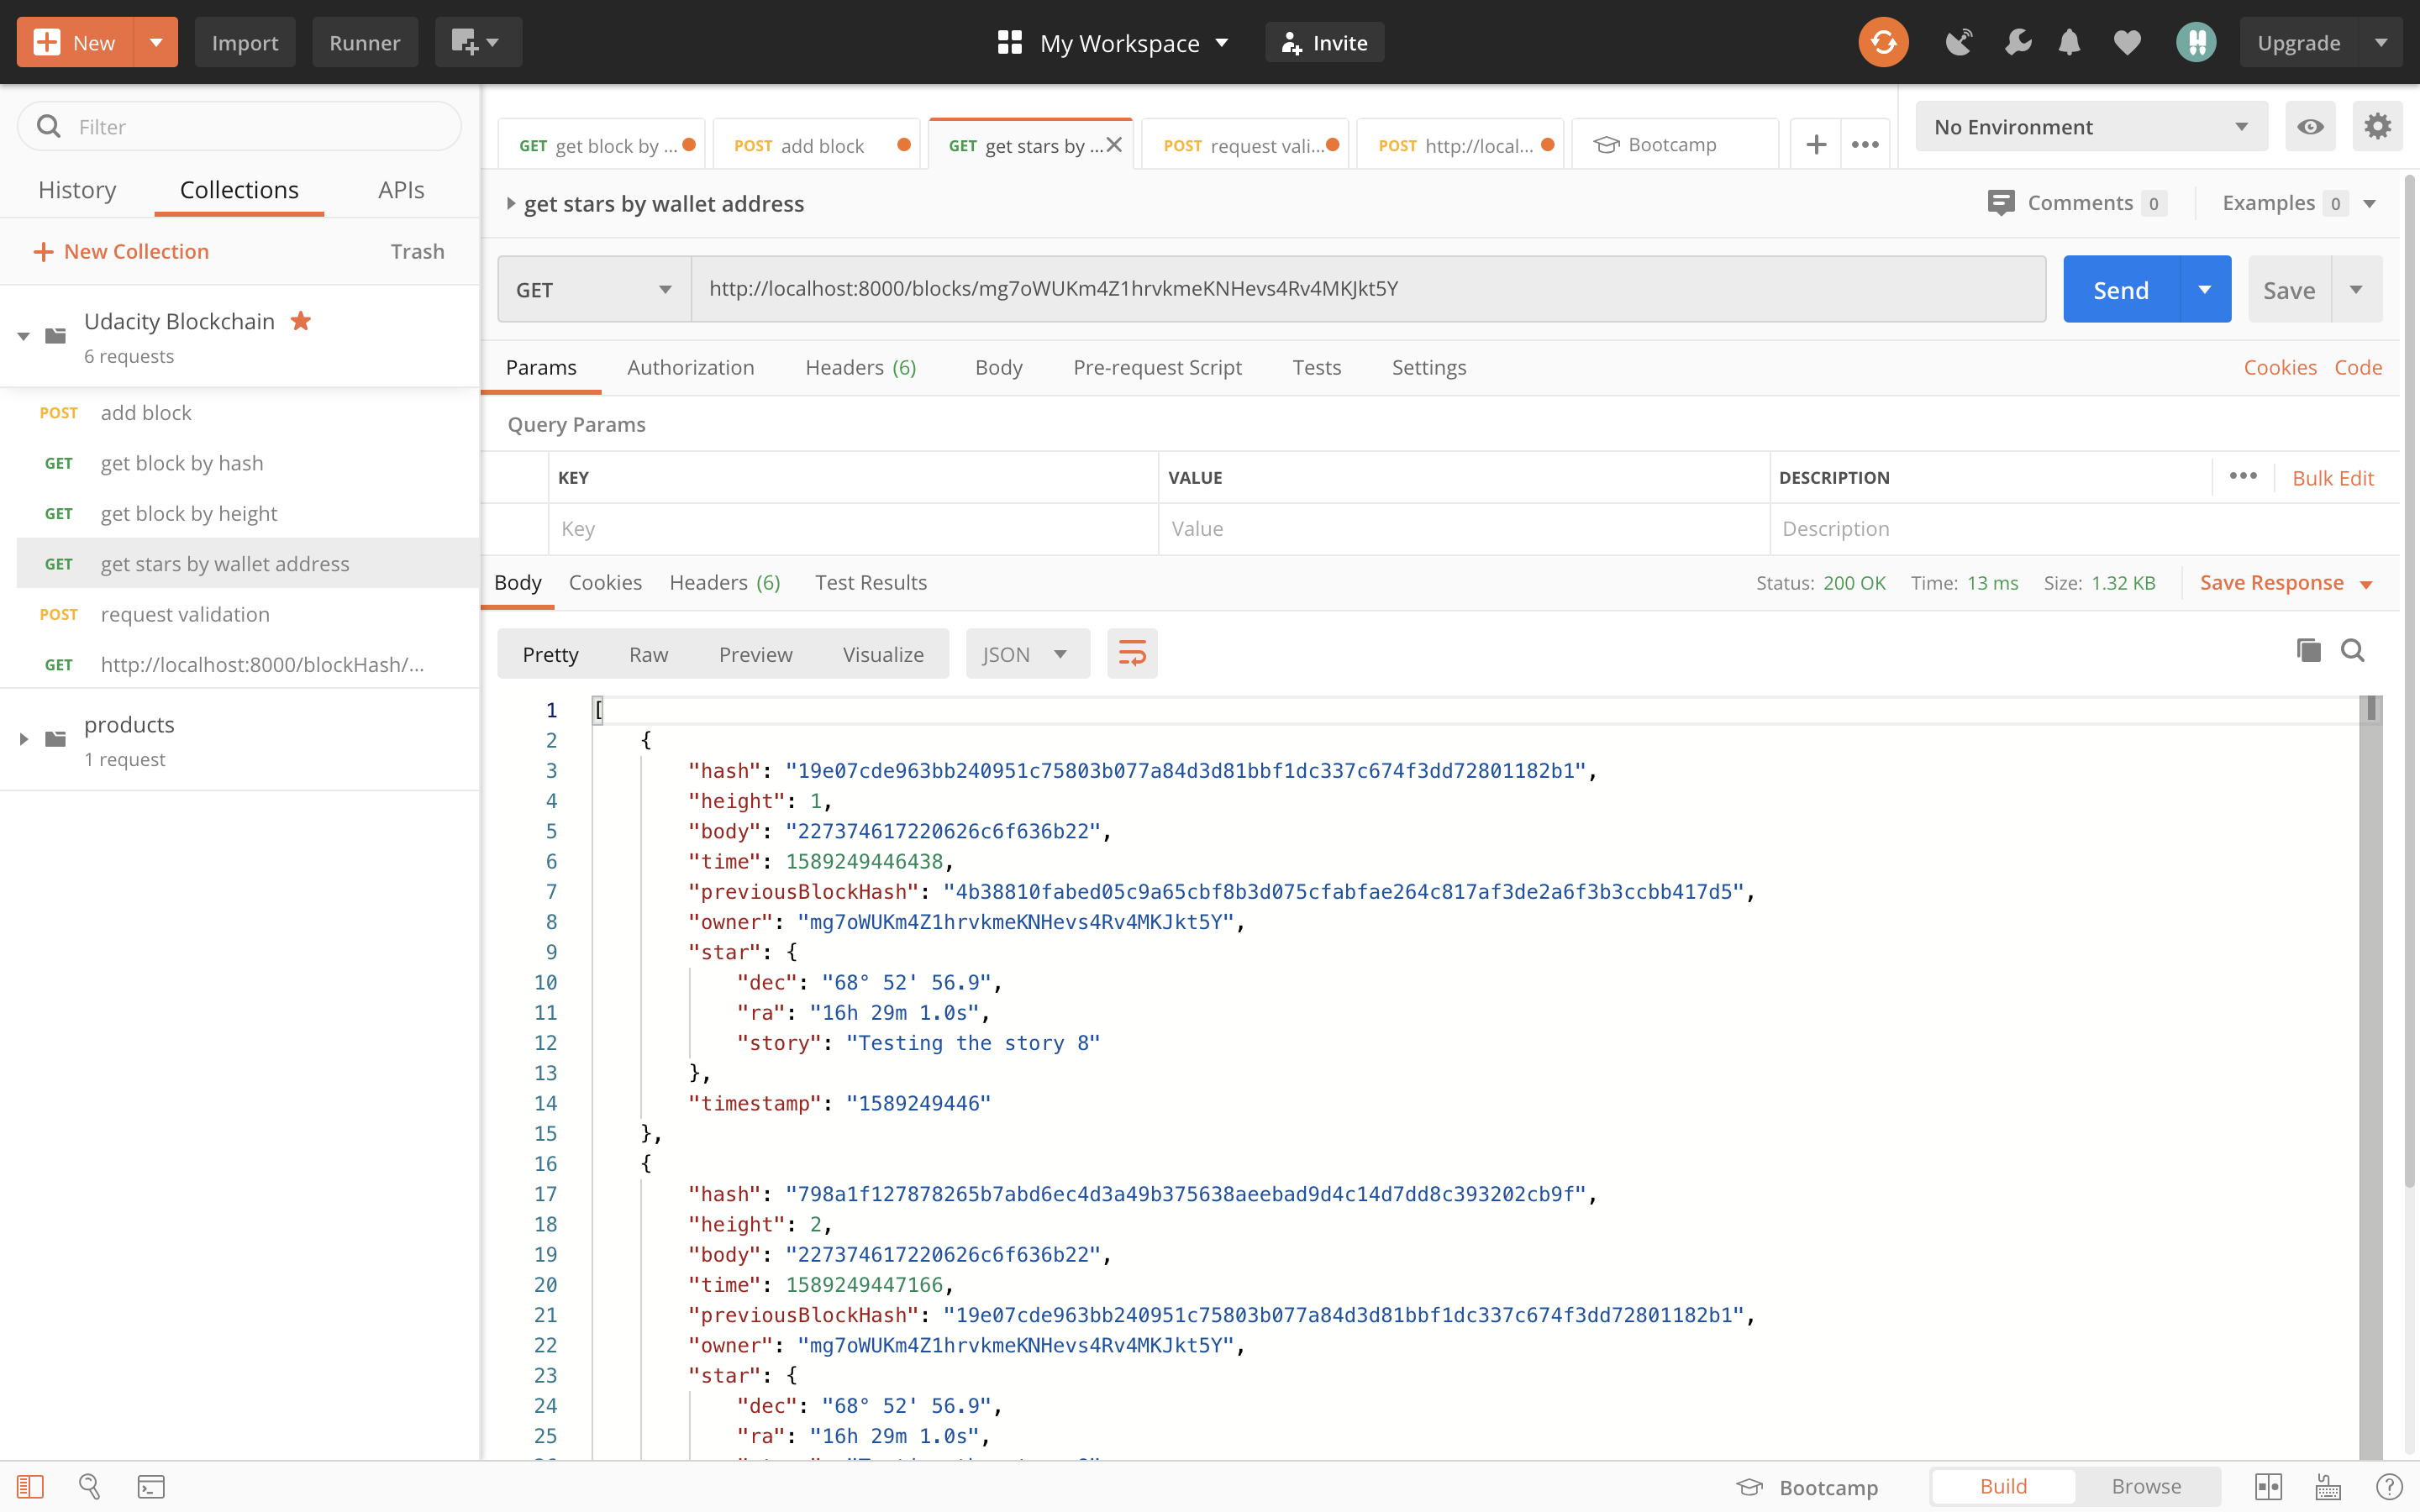 New
Import
Runner
My Workspace
Invite
Upgrade
Filter
History
Collections
APIs
New Collection
Trash
Udacity Blockchain
6 requests
POST add block
GET get block by hash
GET get block by height
GET get stars by wallet address
POST request validation
GET http://localhost:8000/blockHash/...
products
1 request
GET get block by ...
POST add block
GET get stars by ...
POST request vali...
POST http://local...
Bootcamp
No Environment
get stars by wallet address
Comments 0
Examples 0
GET
http://localhost:8000/blocks/mg7oWUKm4Z1hrvkmeKNHevs4Rv4MKJkt5Y
Send
Save
Params
Authorization
Headers (6)
Body
Pre-request Script
Tests
Settings
Cookies
Code
Query Params
KEY
VALUE
DESCRIPTION
Bulk Edit
Key
Value
Description
Body
Cookies
Headers (6)
Test Results
Status: 200 OK
Time: 13 ms
Size: 1.32 KB
Save Response
Pretty
Raw
Preview
Visualize
JSON
1 [
2 {
3 "hash": "19e07cde963bb240951c75803b077a84d3d81bbf1dc337c674f3dd72801182b1",
4 "height": 1,
5 "body": "227374617220626c6f636b22",
6 "time": 1589249446438,
7 "previousBlockHash": "4b38810fabed05c9a65cbf8b3d075cfabfae264c817af3de2a6f3b3ccbb417d5",
8 "owner": "mg7oWUKm4Z1hrvkmeKNHevs4Rv4MKJkt5Y",
9 "star": {
10 "dec": "68° 52' 56.9",
11 "ra": "16h 29m 1.0s",
12 "story": "Testing the story 8"
13 },
14 "timestamp": "1589249446"
15 },
16 {
17 "hash": "798a1f127878265b7abd6ec4d3a49b375638aeebad9d4c14d7dd8c393202cb9f",
18 "height": 2,
19 "body": "227374617220626c6f636b22",
20 "time": 1589249447166,
21 "previousBlockHash": "19e07cde963bb240951c75803b077a84d3d81bbf1dc337c674f3dd72801182b1",
22 "owner": "mg7oWUKm4Z1hrvkmeKNHevs4Rv4MKJkt5Y",
23 "star": {
24 "dec": "68° 52' 56.9",
25 "ra": "16h 29m 1.0s",
Bootcamp
Build
Browse